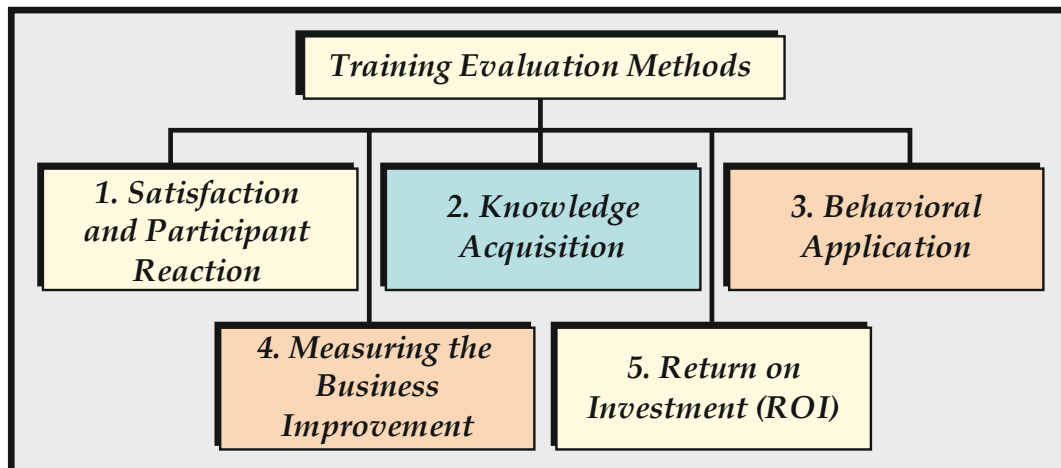 Training Evaluation Methods
1. Satisfaction
and Participant
Reaction
2. Knowledge
Acquisition
3. Behavioral
Application
4. Measuring the
Business
Improvement
5. Return on
Investment (ROI)